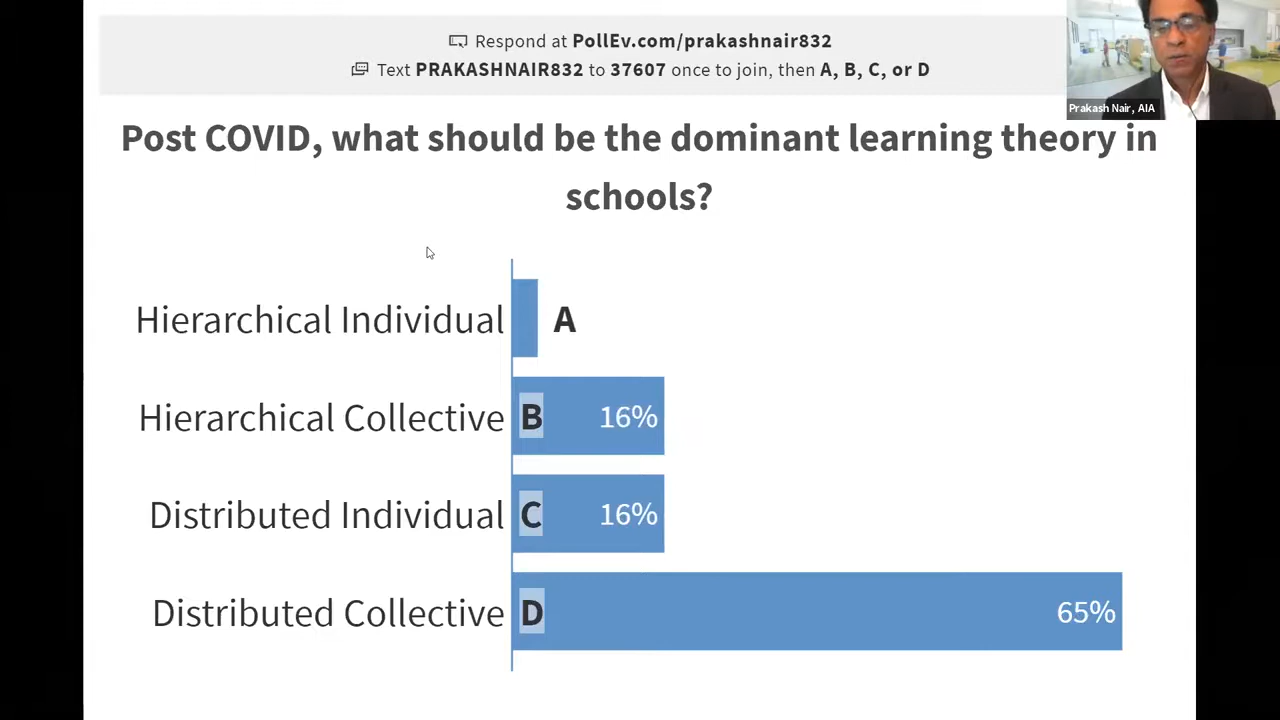 Respond at PollEv.com/prakashnair832
Text PRAKASHNAIR832 to 37607 once to join, then A, B, C, or D
Prakash Nair, AIA
Post COVID, what should be the dominant learning theory in
schools?
Hierarchical Individual A
Hierarchical Collective B 16%
Distributed Individual C 16%
Distributed Collective D 65%